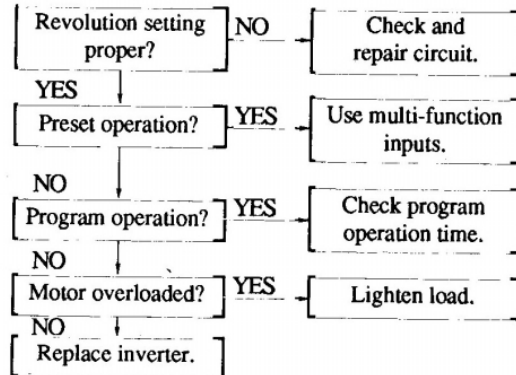 Revolution setting
proper?
NO
Check and
repair circuit.
YES
Preset operation?
YES
Use multi-function
inputs.
NO
Program operation?
YES
Check program
operation time.
NO
Motor overloaded?
YES
Lighten load.
NO
Replace inverter.